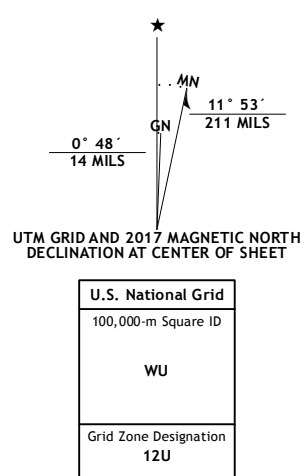 MN
11° 53´
211 MILS
GN
0° 48´
14 MILS
UTM GRID AND 2017 MAGNETIC NORTH
DECLINATION AT CENTER OF SHEET
U.S. National Grid
100,000-m Square ID
WU
Grid Zone Designation
12U